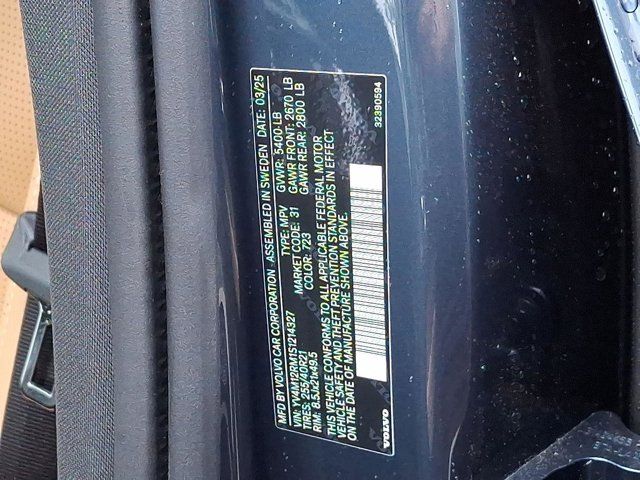 MFD BY VOLVO CAR CORPORATION - ASSEMBLED IN SWEDEN DATE: 03/25
VIN: YV4M12RM1S1214327 TYPE: MPV GVWR: 5400-LB
TIRES: 255/40R21 MARKET CODE: 31 GAWR FRONT: 2670 LB
RIM: 8.5Jx21x49.5 COLOR: 723 GAWR REAR: 2800 LB
THIS VEHICLE CONFORMS TO ALL APPLICABLE FEDERAL MOTOR
VEHICLE SAFETY AND THEFT PREVENTION STANDARDS IN EFFECT
ON THE DATE OF MANUFACTURE SHOWN ABOVE.
32390594
VOLVO